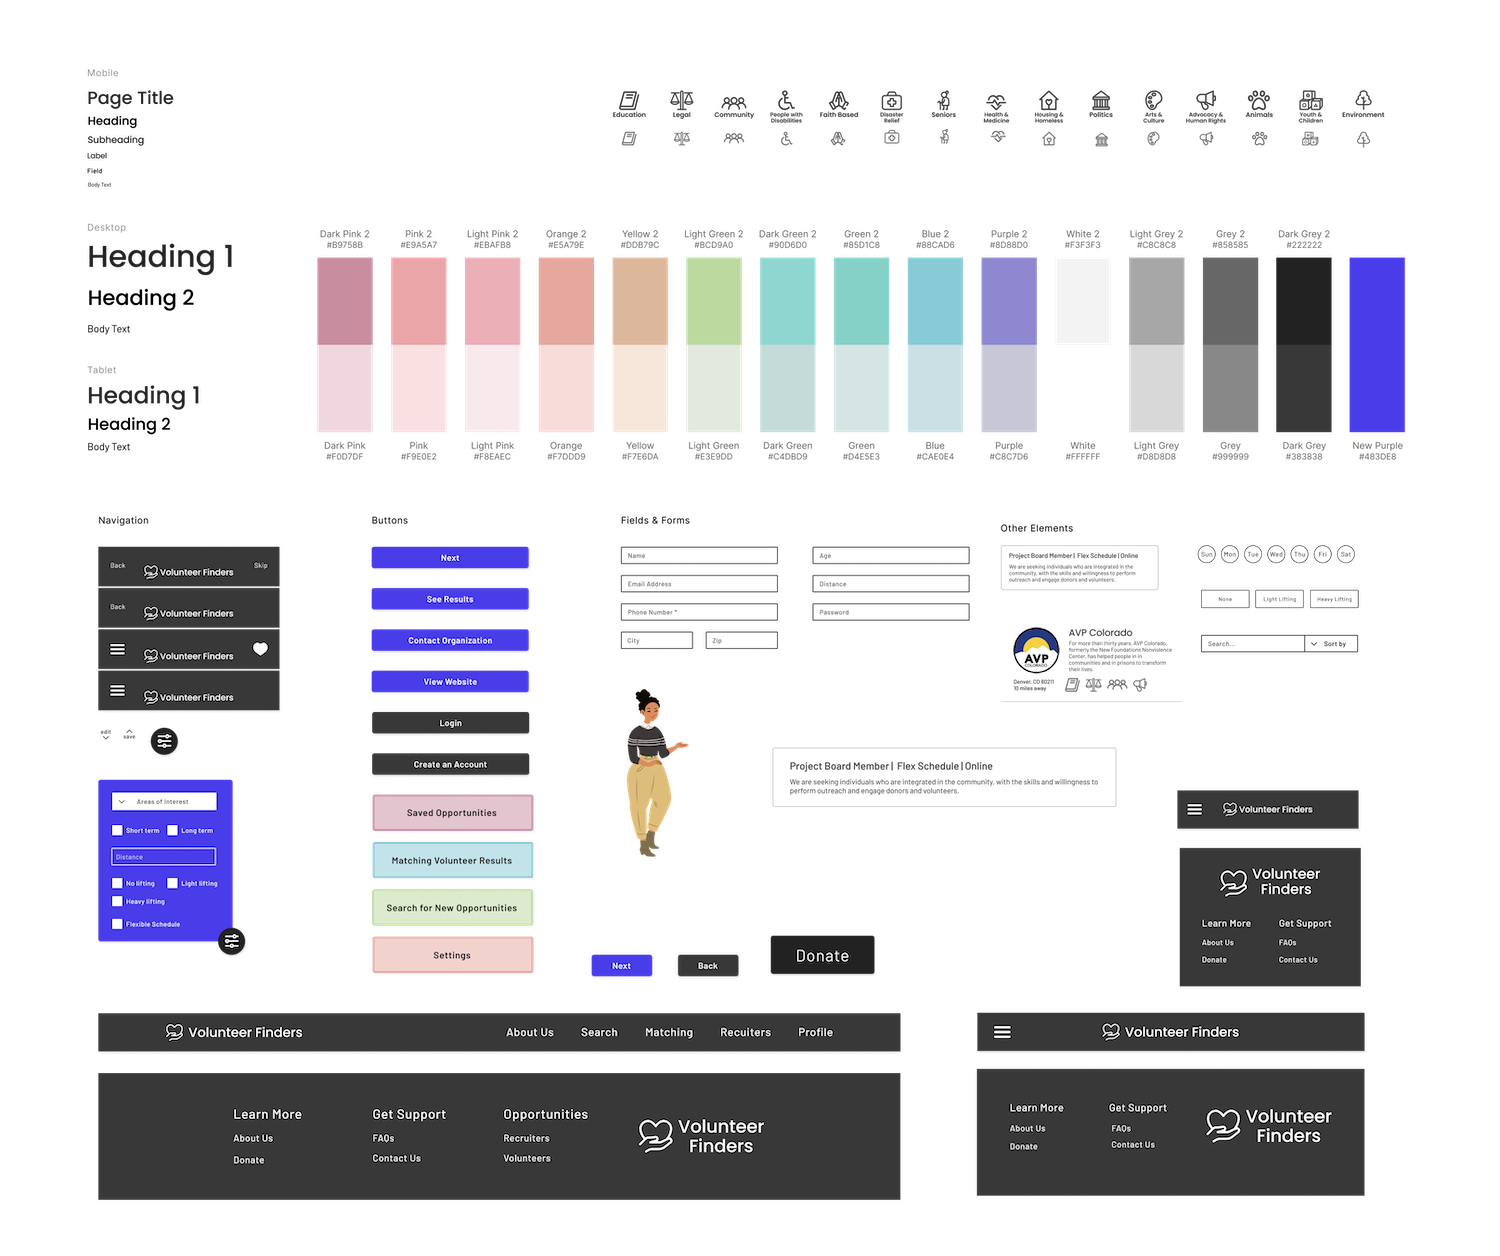 Mobile
Page Title
Heading
Subheading
Label
Field
Body Text
Education
Legal
Community
People with
Disabilities
Faith Based
Disaster
Relief
Seniors
Health &
Medicine
Housing &
Homeless
Politics
Arts &
Culture
Advocacy &
Human Rights
Animals
Youth &
Children
Environment
Desktop
Heading 1
Heading 2
Body Text
Tablet
Heading 1
Heading 2
Body Text
Dark Pink 2
#B9758B
Pink 2
#E9A5A7
Light Pink 2
#EBAFB8
Orange 2
#E5A79E
Yellow 2
#DDB79C
Light Green 2
#BCD9A0
Dark Green 2
#90D6D0
Green 2
#85D1C8
Blue 2
#88CAD6
Purple 2
#8D88D0
White 2
#F3F3F3
Light Grey 2
#C8C8C8
Grey 2
#858585
Dark Grey 2
#222222
Dark Pink
#F0D7DF
Pink
#F9E0E2
Light Pink
#F8EAEC
Orange
#F7DDD9
Yellow
#F7E6DA
Light Green
#E3E9DD
Dark Green
#C4DBD9
Green
#D4E5E3
Blue
#CAE0E4
Purple
#C8C7D6
White
#FFFFFF
Light Grey
#D8D8D8
Grey
#999999
Dark Grey
#383838
New Purple
#483DE8
Navigation
Back
Volunteer Finders
Skip
Back
Volunteer Finders
Volunteer Finders
Volunteer Finders
edit
save
Areas of Interest
Short term
Long term
Distance
No lifting
Light lifting
Heavy lifting
Flexible Schedule
Buttons
Next
See Results
Contact Organization
View Website
Login
Create an Account
Saved Opportunities
Matching Volunteer Results
Search for New Opportunities
Settings
Fields & Forms
Name
Age
Email Address
Distance
Phone Number *
Password
City
Zip
Other Elements
Project Board Member | Flex Schedule | Online
We are seeking individuals who are integrated in the
community, with the skills and willingness to perform
outreach and engage donors and volunteers.
Sun
Mon
Tue
Wed
Thu
Fri
Sat
None
Light Lifting
Heavy Lifting
Search...
Sort by
AVP
COLORADO
AVP Colorado
For more than thirty years, AVP Colorado,
formerly the New Foundations Nonviolence
Center, has helped people in in
communities and in prisons to transform
their lives.
Denver, CO 80211
10 miles away
Project Board Member | Flex Schedule | Online
We are seeking individuals who are integrated in the community, with the skills and willingness to
perform outreach and engage donors and volunteers.
Next
Back
Donate
Volunteer Finders
Volunteer
Finders
Learn More
Get Support
About Us
FAQs
Donate
Contact Us
Volunteer Finders
About Us
Search
Matching
Recuiters
Profile
Learn More
Get Support
Opportunities
About Us
FAQs
Recruiters
Donate
Contact Us
Volunteers
Volunteer
Finders
Volunteer Finders
Learn More
Get Support
About Us
FAQs
Donate
Contact Us
Volunteer
Finders